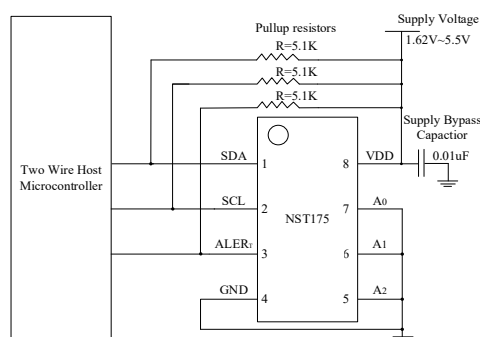 Pullup resistors
Supply Voltage
1.62V~5.5V
R=5.1K
R=5.1K
R=5.1K
Supply Bypass
Capactior
0.01uF
Two Wire Host
Microcontroller
SDA
1
8
VDD
SCL
2
7
A0
NST175
ALERT
3
6
A1
GND
4
5
A2